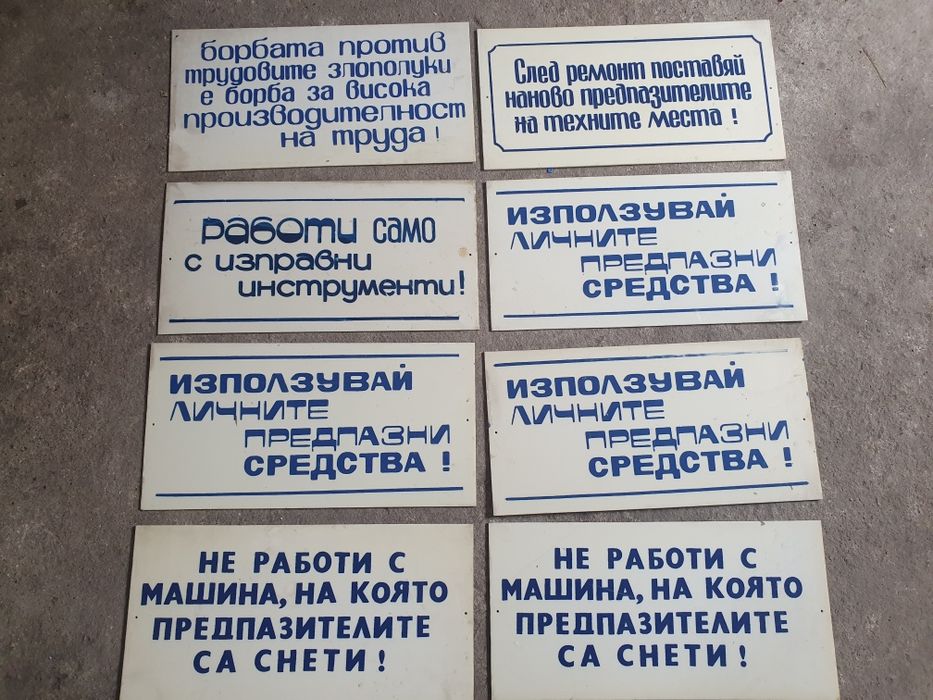 борбата против
трудовите злополуки
е борба за висока
производителност
на труда!
След ремонт поставяй
наново предпазителите
на техните места!
Работи само
с изправни
инструменти!
ИЗПОЛЗУВАЙ
ЛИЧНИТЕ
ПРЕДПАЗНИ
СРЕДСТВА!
ИЗПОЛЗУВАЙ
ЛИЧНИТЕ
ПРЕДПАЗНИ
СРЕДСТВА!
ИЗПОЛЗУВАЙ
ЛИЧНИТЕ
ПРЕДПАЗНИ
СРЕДСТВА!
НЕ РАБОТИ С
МАШИНА, НА КОЯТО
ПРЕДПАЗИТЕЛИТЕ
СА СНЕТИ!
НЕ РАБОТИ С
МАШИНА, НА КОЯТО
ПРЕДПАЗИТЕЛИТЕ
СА СНЕТИ!